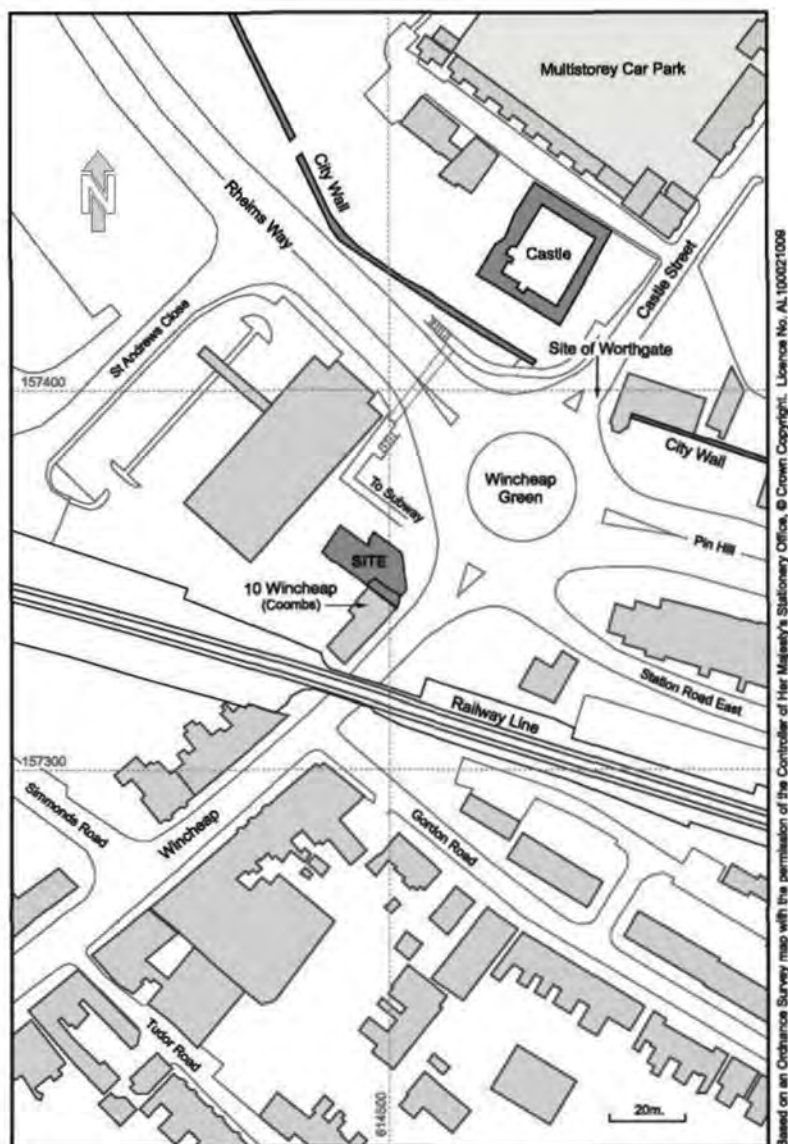 Multistorey Car Park
City Wall
Rheims Way
N
Castle
Castle Street
St Andrews Close
Site of Worthgate
157400
City Wall
Wincheap
Green
To Subway
Pin Hill
SITE
10 Wincheap
(Coombs)
Station Road East
Railway Line
157300
Simmonds Road
Wincheap
Gordon Road
Tudor Road
614500
20m.
Based on an Ordnance Survey map with the permission of the Controller of Her Majesty's Stationery Office, © Crown Copyright. Licence No. AL100021009